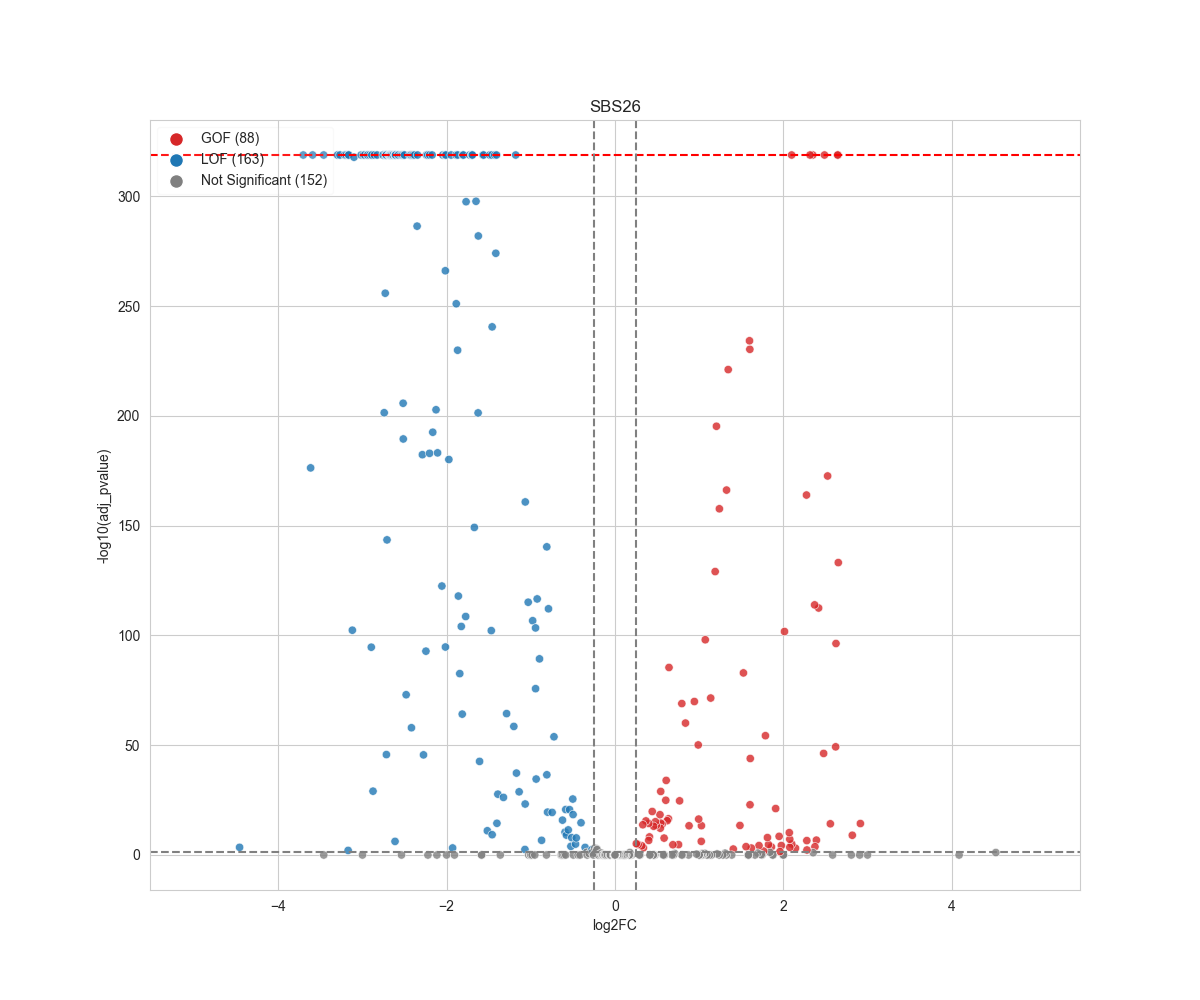 SBS26
GOF (88)
LOF (163)
Not Significant (152)
300
250
200
150
100
50
0
-log10(adj_pvalue)
−4
−2
0
2
4
log2FC